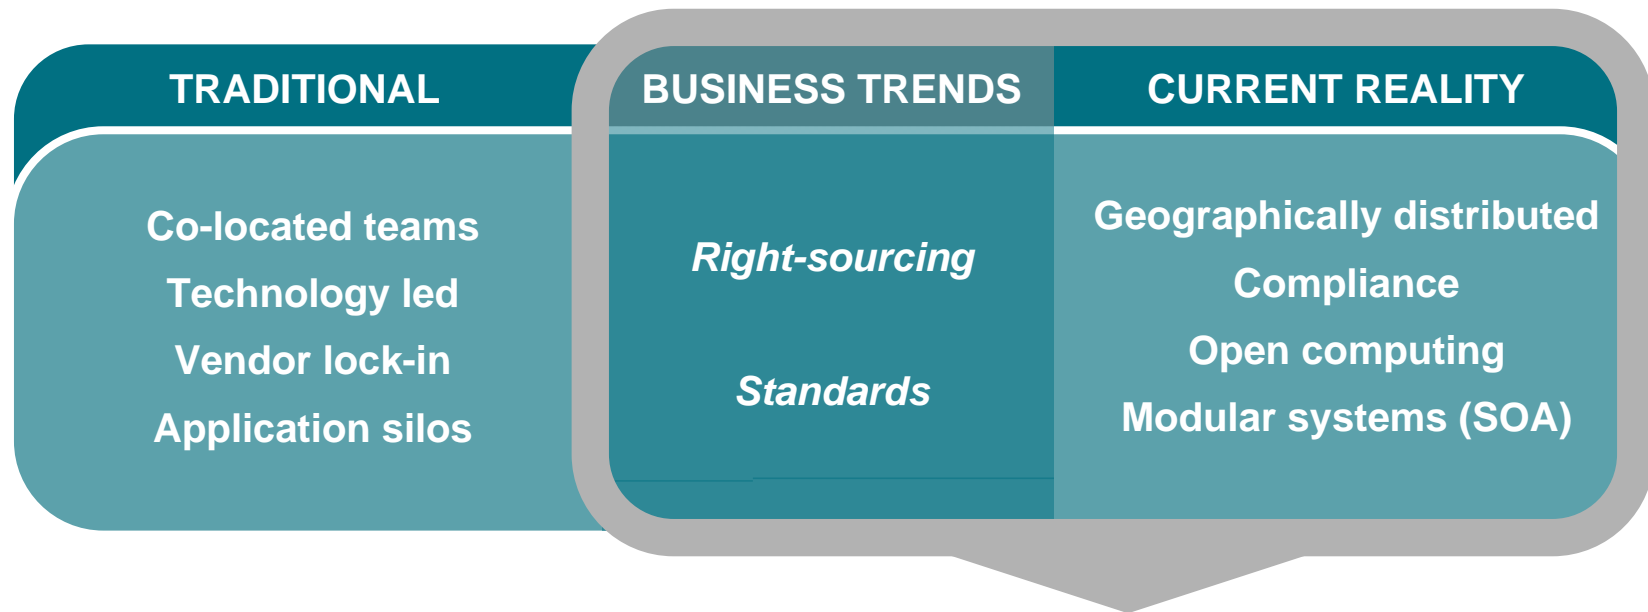 TRADITIONAL
Co-located teams
Technology led
Vendor lock-in
Application silos
BUSINESS TRENDS
Right-sourcing
Standards
CURRENT REALITY
Geographically distributed
Compliance
Open computing
Modular systems (SOA)